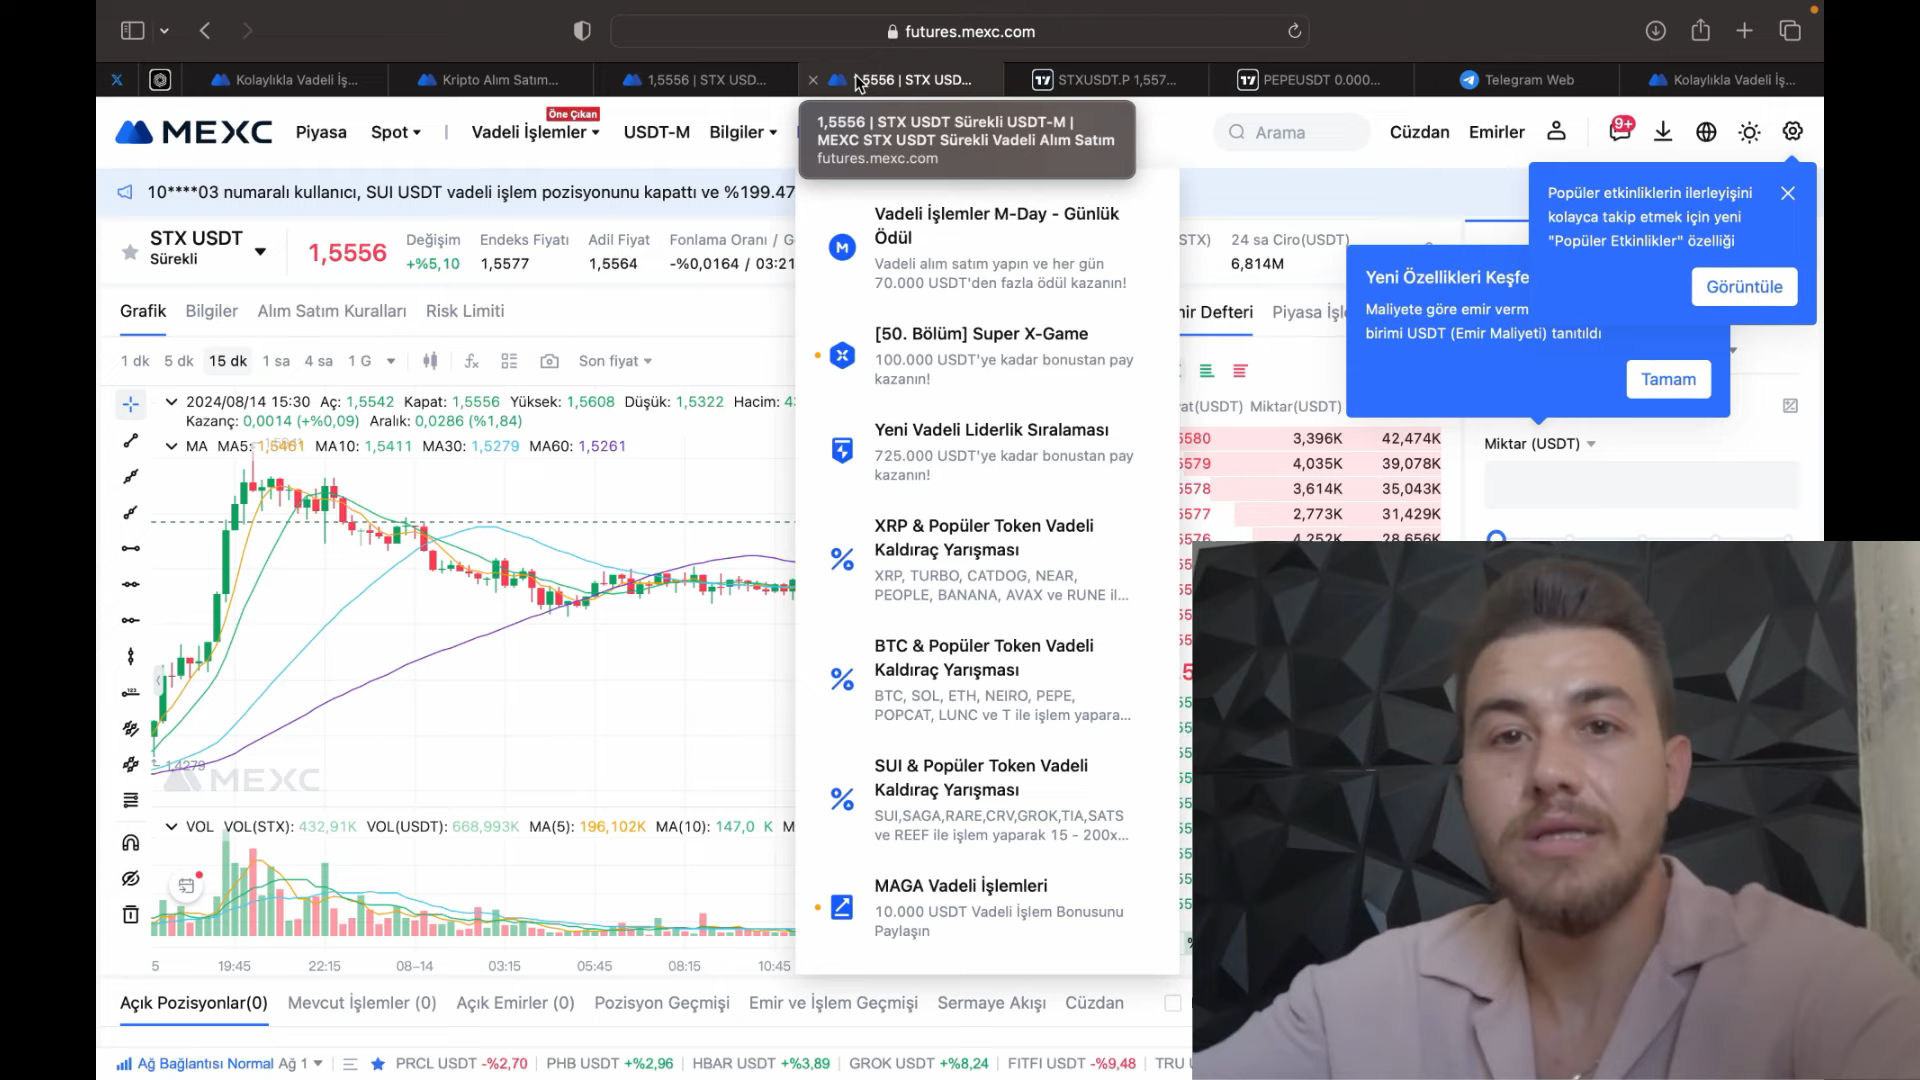 futures.mexc.com
Kolaylıkla Vadeli İş...
Kripto Alım Satım...
1,5556 | STX USD...
5556 | STX USD...
STXUSDT.P 1,557...
PEPEUSDT 0.000...
Telegram Web
Kolaylıkla Vadeli İş...
MEXC
Piyasa
Spot
Vadeli İşlemler
Öne Çıkan
USDT-M
Bilgiler
Arama
Cüzdan
Emirler
9+
1,5556 | STX USDT Sürekli USDT-M |
MEXC STX USDT Sürekli Vadeli Alım Satım
futures.mexc.com
10****03 numaralı kullanıcı, SUI USDT vadeli işlem pozisyonunu kapattı ve %199.47
Popüler etkinliklerin ilerleyişini
kolayca takip etmek için yeni
"Popüler Etkinlikler" özelliği
Görüntüle
STX USDT
Sürekli
1,5556
Değişim
+%5,10
Endeks Fiyatı
1,5577
Adil Fiyat
1,5564
Fonlama Oranı / G
-%0,0164 / 03:21
STX)
24 sa Ciro(USDT)
6,814M
Yeni Özellikleri Keşfe
Maliyete göre emir verm
birimi USDT (Emir Maliyeti) tanıtıldı
Tamam
Grafik
Bilgiler
Alım Satım Kuralları
Risk Limiti
1 dk
5 dk
15 dk
1 sa
4 sa
1 G
Son fiyat
2024/08/14 15:30 Aç: 1,5542 Kapat: 1,5556 Yüksek: 1,5608 Düşük: 1,5322 Hacim: 4
Kazanç: 0,0014 (+%0,09) Aralık: 0,0286 (%1,84)
MA MA5: 1,5461 MA10: 1,5411 MA30: 1,5279 MA60: 1,5261
1,4279
MEXC
VOL VOL(STX): 432,91K VOL(USDT): 668,993K MA(5): 196,102K MA(10): 147,0 K M
5
19:45
22:15
08-14
03:15
05:45
08:15
10:45
Vadeli İşlemler M-Day - Günlük
Ödül
Vadeli alım satım yapın ve her gün
70.000 USDT'den fazla ödül kazanın!
[50. Bölüm] Super X-Game
100.000 USDT'ye kadar bonustan pay
kazanın!
Yeni Vadeli Liderlik Sıralaması
725.000 USDT'ye kadar bonustan pay
kazanın!
XRP & Popüler Token Vadeli
Kaldıraç Yarışması
XRP, TURBO, CATDOG, NEAR,
PEOPLE, BANANA, AVAX ve RUNE il...
BTC & Popüler Token Vadeli
Kaldıraç Yarışması
BTC, SOL, ETH, NEIRO, PEPE,
POPCAT, LUNC ve T ile işlem yapara...
SUI & Popüler Token Vadeli
Kaldıraç Yarışması
SUI,SAGA,RARE,CRV,GROK,TIA,SATS
ve REEF ile işlem yaparak 15 - 200x...
MAGA Vadeli İşlemleri
10.000 USDT Vadeli İşlem Bonusunu
Paylaşın
ir Defteri
Piyasa İşle
at(USDT) Miktar(USDT)
5580 3,396K 42,474K
5579 4,035K 39,078K
5578 3,614K 35,043K
5577 2,773K 31,429K
5576 4,252K 28,656K
Miktar (USDT)
Açık Pozisyonlar(0)
Mevcut İşlemler (0)
Açık Emirler (0)
Pozisyon Geçmişi
Emir ve İşlem Geçmişi
Sermaye Akışı
Cüzdan
Ağ Bağlantısı Normal Ağ 1
PRCL USDT -%2,70
PHB USDT +%2,96
HBAR USDT +%3,89
GROK USDT +%8,24
FITFI USDT -%9,48
TRU U